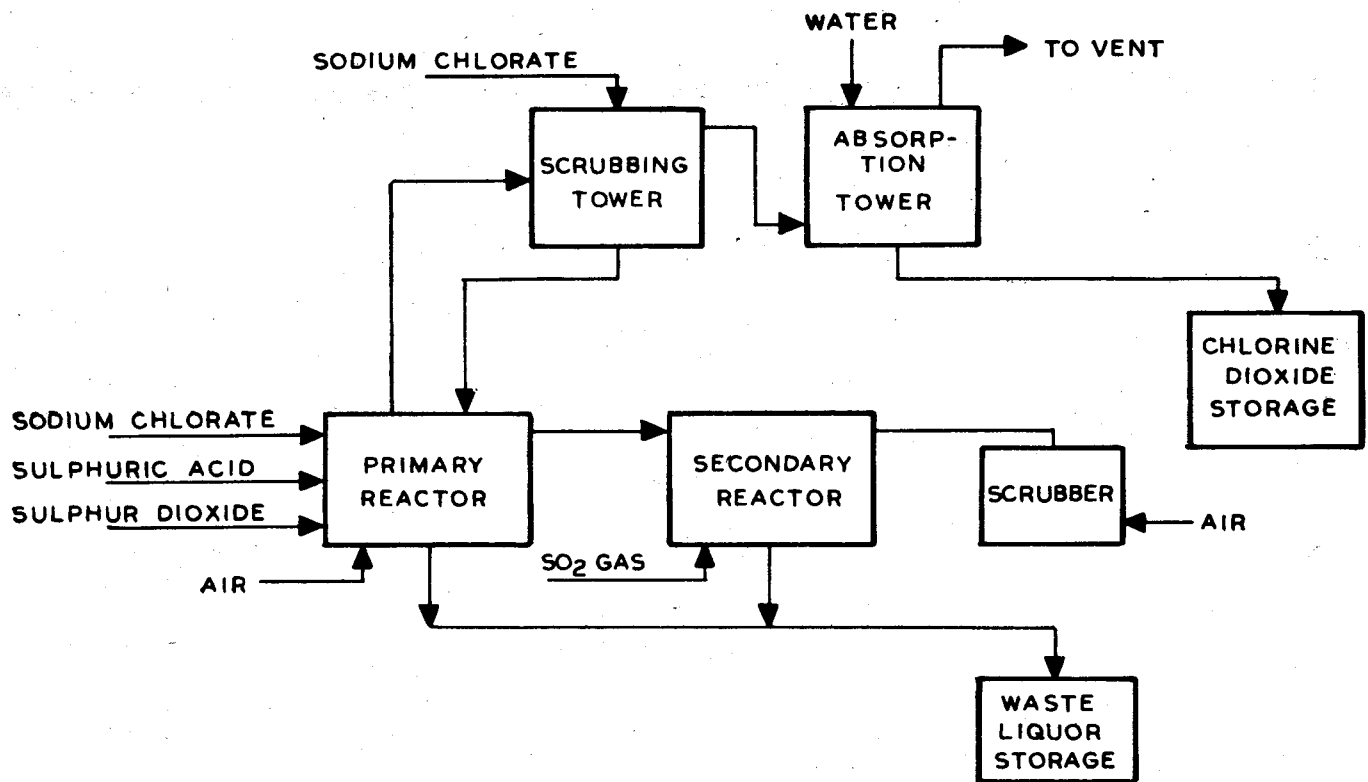 WATER
TO VENT
SODIUM CHLORATE
SCRUBBING
TOWER
ABSORP-
TION
TOWER
CHLORINE
DIOXIDE
STORAGE
SODIUM CHLORATE
SULPHURIC ACID
SULPHUR DIOXIDE
AIR
PRIMARY
REACTOR
SO2 GAS
SECONDARY
REACTOR
SCRUBBER
AIR
WASTE
LIQUOR
STORAGE